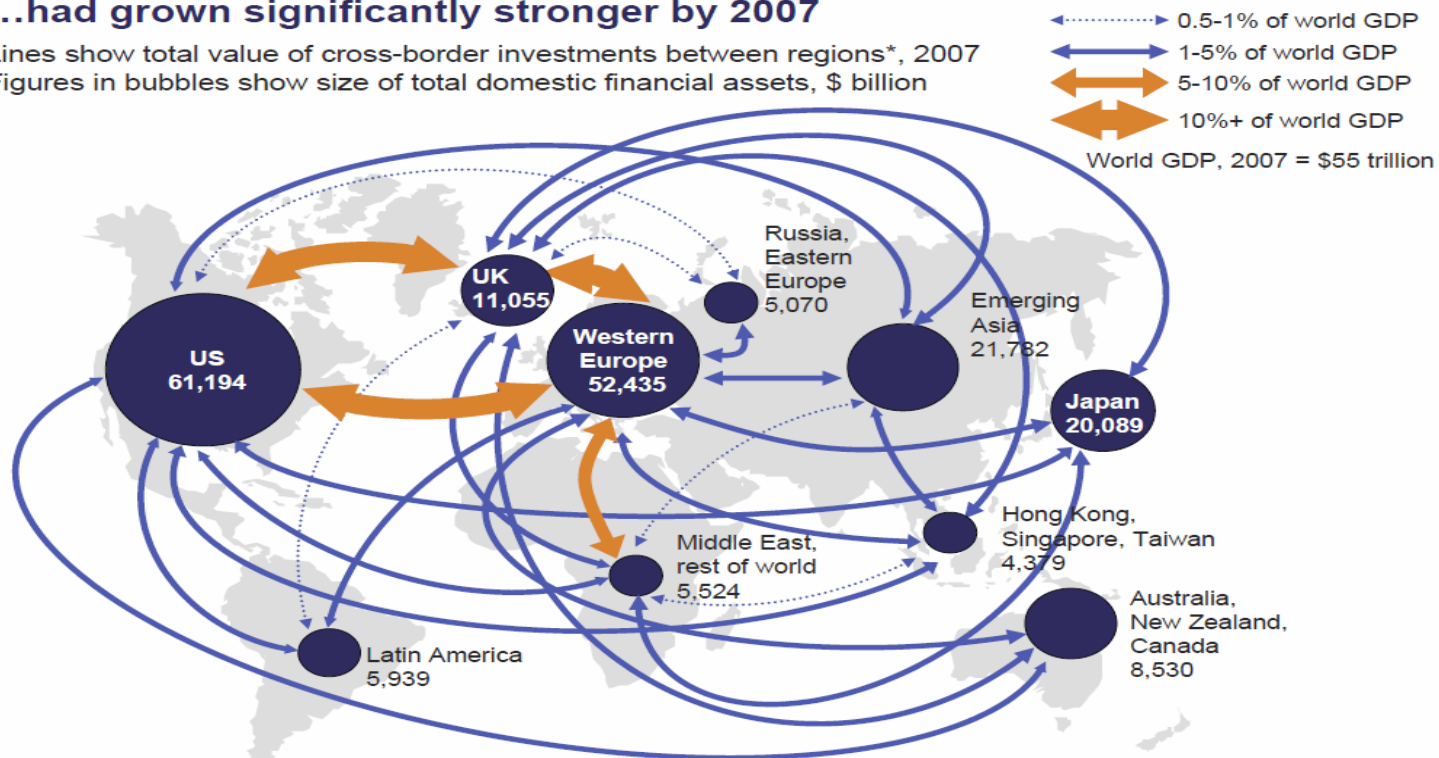 ...had grown significantly stronger by 2007
ines show total value of cross-border investments between regions*, 2007
igures in bubbles show size of total domestic financial assets, $ billion
0.5-1% of world GDP
1-5% of world GDP
5-10% of world GDP
10%+ of world GDP
World GDP, 2007 = $55 trillion
UK
11,055
Russia,
Eastern
Europe
5,070
US
61,194
Western
Europe
52,435
Emerging
Asia
21,782
Japan
20,089
Hong Kong,
Singapore, Taiwan
4,379
Middle East,
rest of world
5,524
Australia,
New Zealand,
Canada
8,530
Latin America
5,939